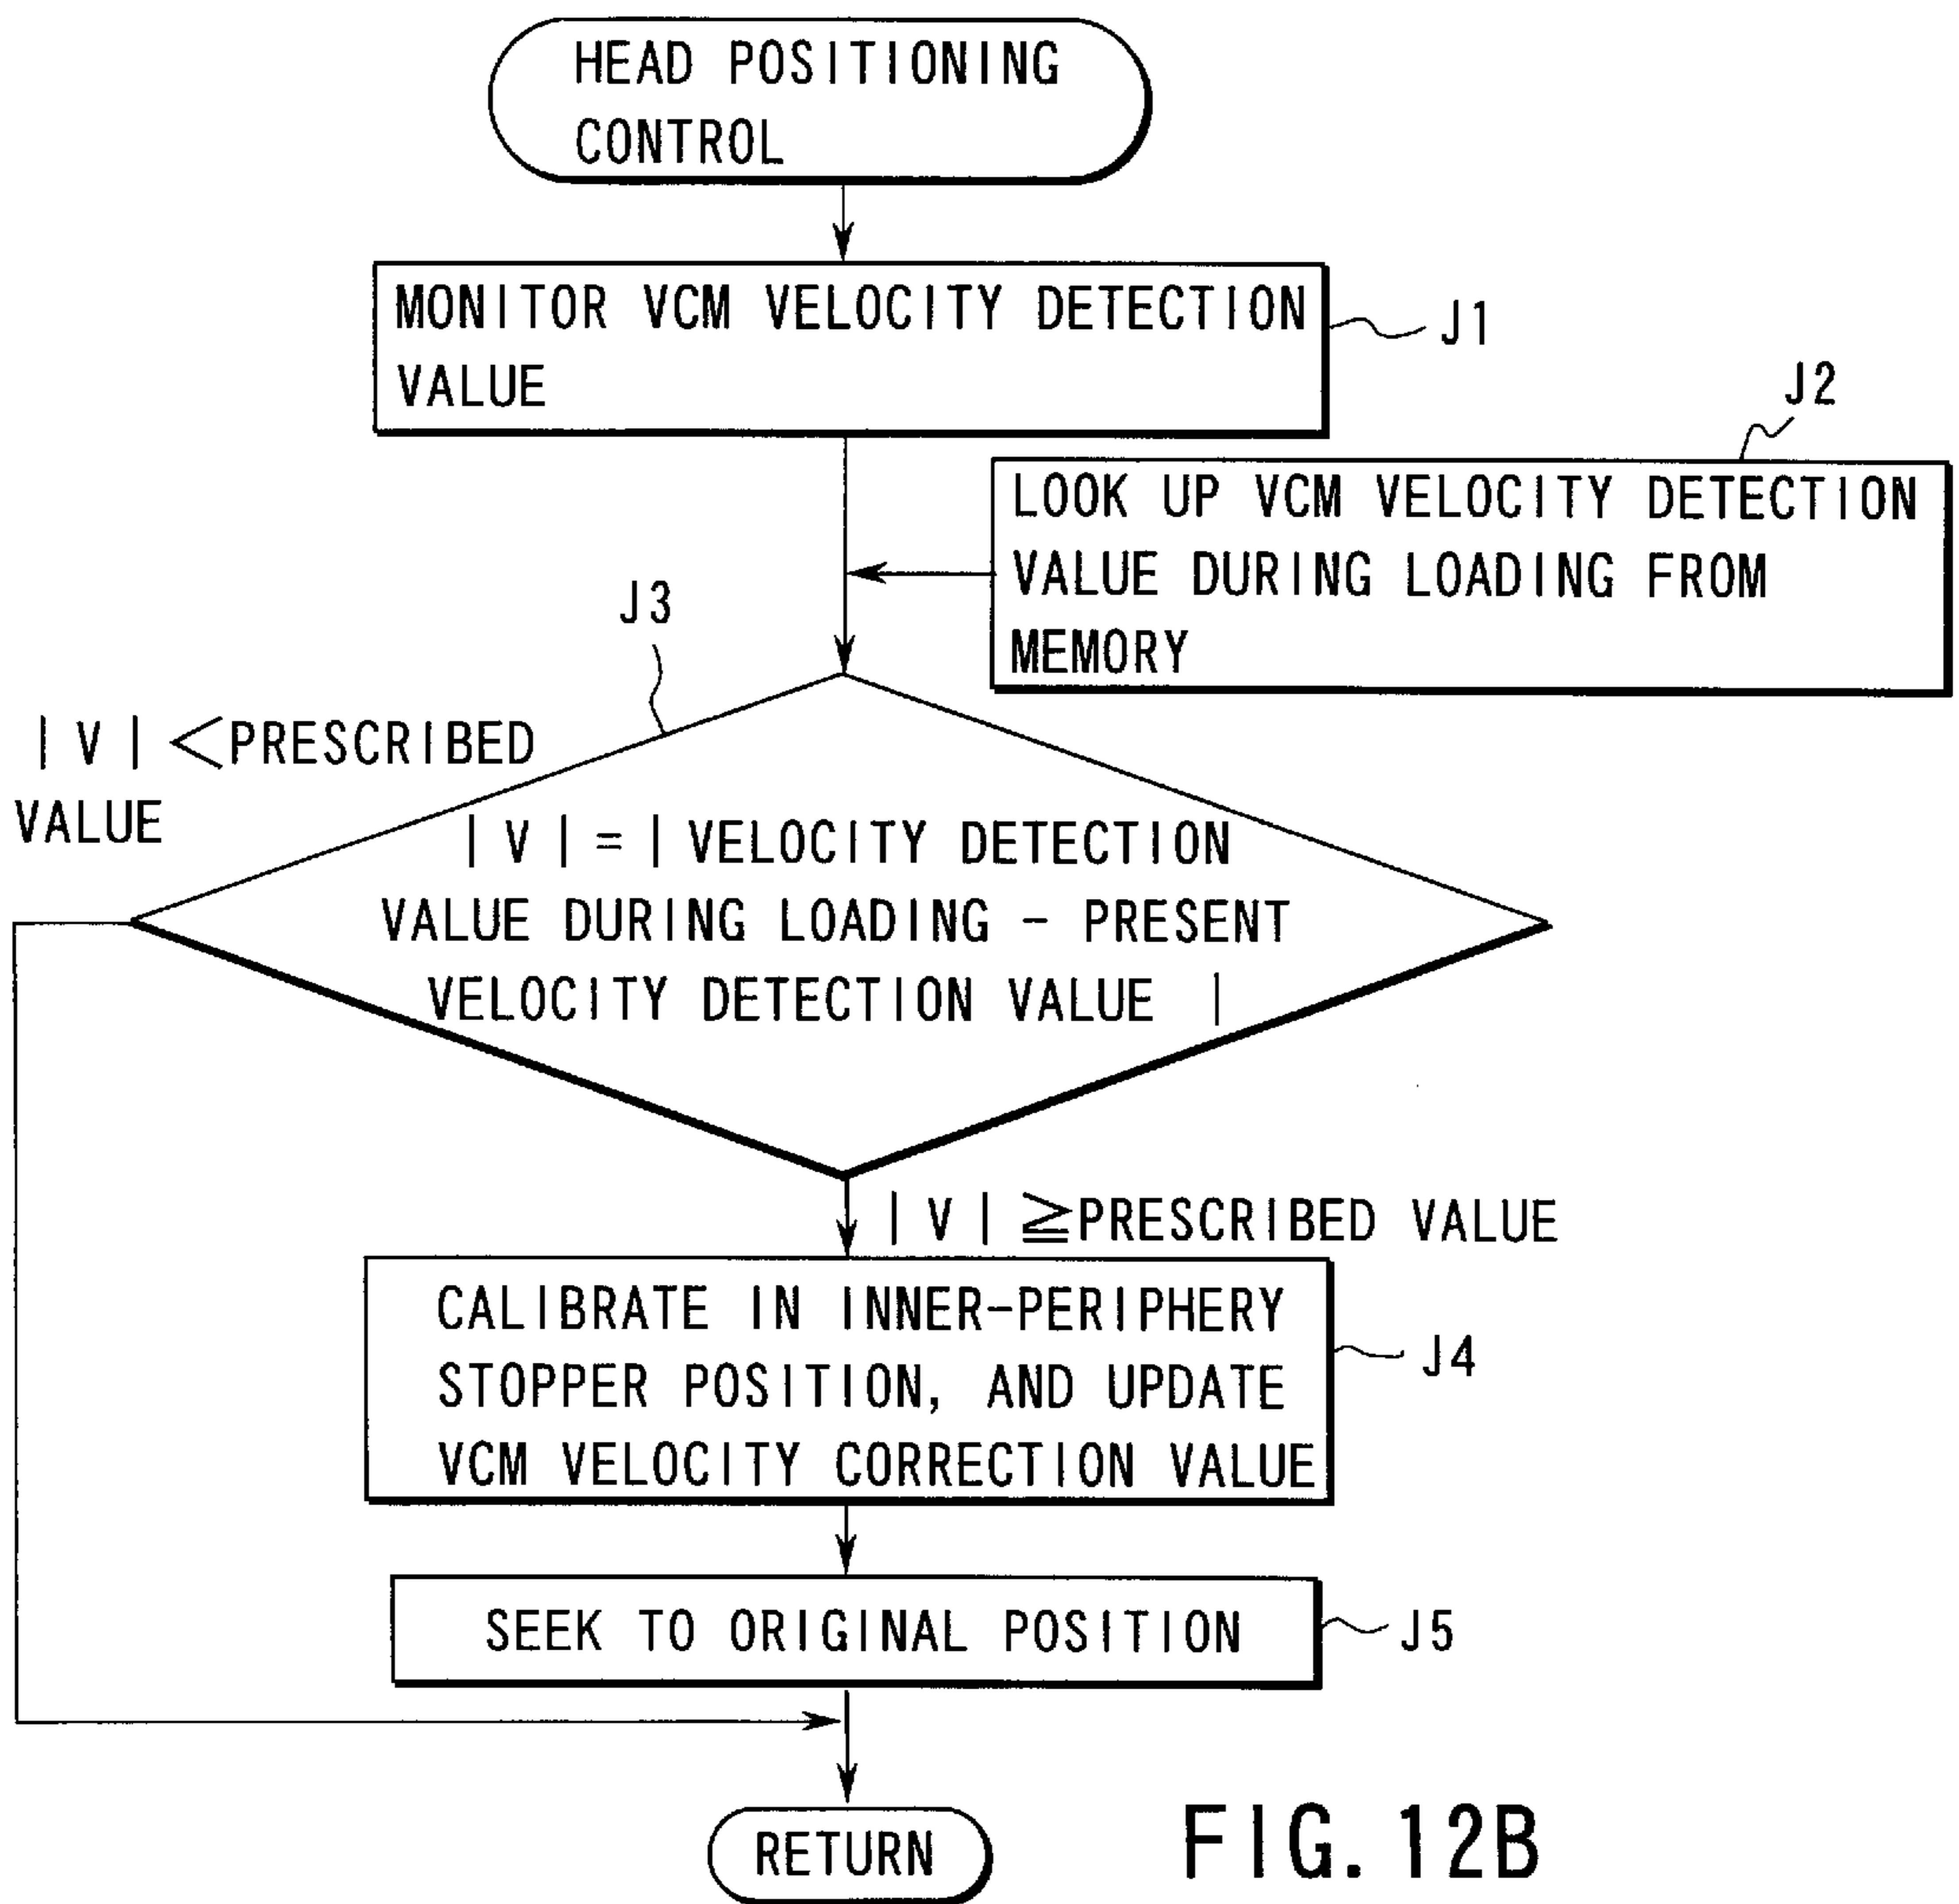 HEAD POSITIONING
CONTROL
MONITOR VCM VELOCITY DETECTION
VALUE
J1
J2
LOOK UP VCM VELOCITY DETECTION
VALUE DURING LOADING FROM
MEMORY
J3
| V | <PRESCRIBED
VALUE
| V | = | VELOCITY DETECTION
VALUE DURING LOADING - PRESENT
VELOCITY DETECTION VALUE |
| V | ≧PRESCRIBED VALUE
CALIBRATE IN INNER-PERIPHERY
STOPPER POSITION, AND UPDATE
VCM VELOCITY CORRECTION VALUE
J4
SEEK TO ORIGINAL POSITION
J5
RETURN
FIG. 12B